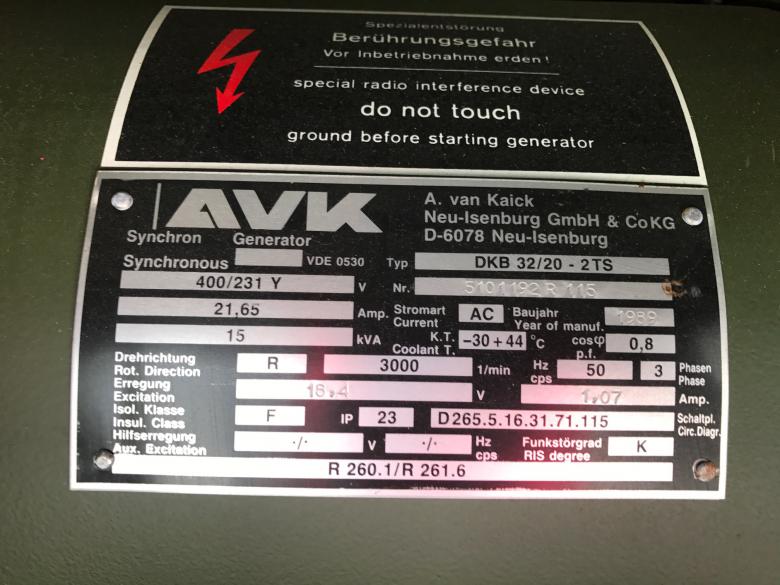 Spezialentstörung
Berührungsgefahr
Vor Inbetriebnahme erden!
special radio interference device
do not touch
ground before starting generator
AVK
A. van Kaick
Neu-Isenburg GmbH & Co KG
D-6078 Neu-Isenburg
Synchron Generator
Synchronous VDE 0530 Typ DKB 32/20 - 2TS
400/231 Y V Nr. 5101192 R 115
21,65 Amp. Stromart Current AC Baujahr Year of manuf. 1989
15 kVA K.T. Coolant T. -30 + 44 °C cosφ p.f. 0,8
Drehrichtung Rot. Direction R 3000 1/min Hz cps 50 3 Phasen Phase
Erregung Excitation 16,4 V 1,07 Amp.
Isol. Klasse Insul. Class F IP 23 D 265.5.16.31.71.115 Schaltpl. Circ. Diagr.
Hilfserregung Aux. Excitation ·/· V ·/· Hz cps Funkstörgrad RIS degree K
R 260.1/R 261.6